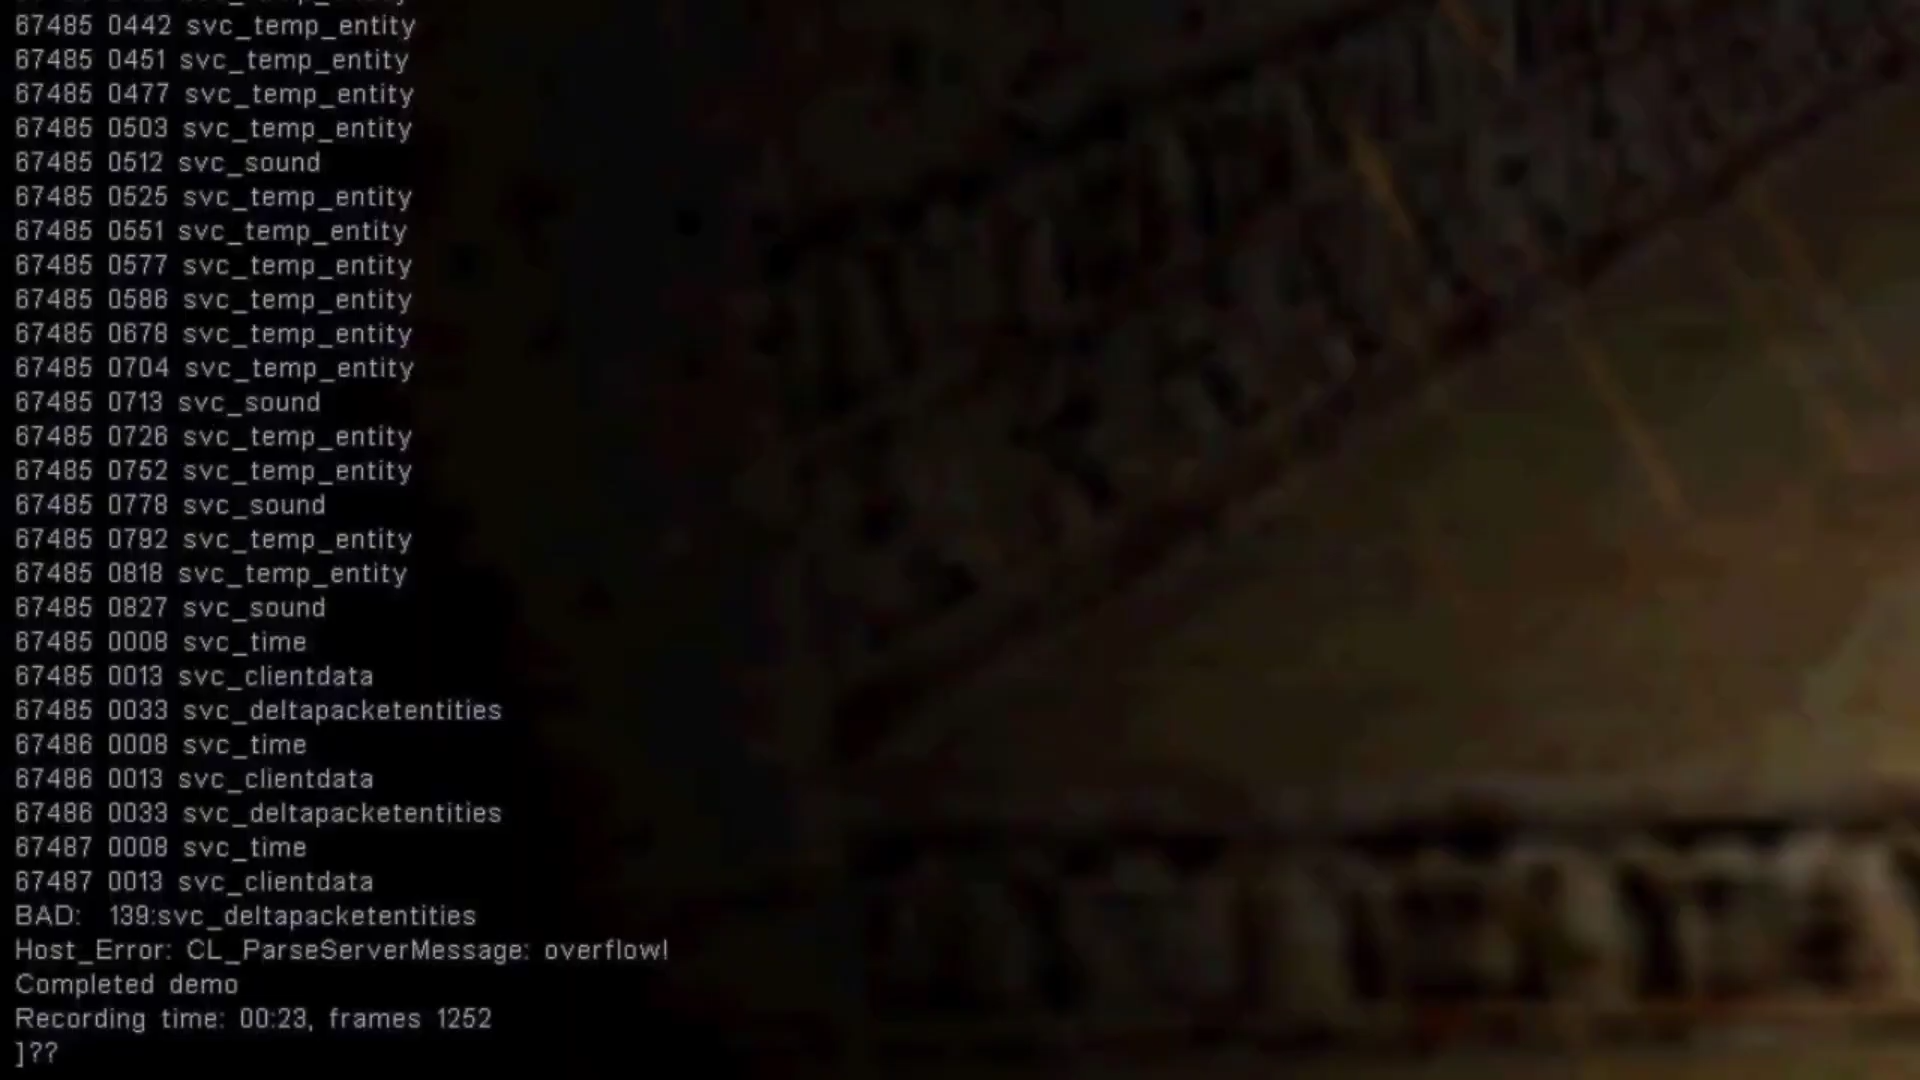 67485 0442 svc_temp_entity
67485 0451 svc_temp_entity
67485 0477 svc_temp_entity
67485 0503 svc_temp_entity
67485 0512 svc_sound
67485 0525 svc_temp_entity
67485 0551 svc_temp_entity
67485 0577 svc_temp_entity
67485 0586 svc_temp_entity
67485 0678 svc_temp_entity
67485 0704 svc_temp_entity
67485 0713 svc_sound
67485 0726 svc_temp_entity
67485 0752 svc_temp_entity
67485 0778 svc_sound
67485 0792 svc_temp_entity
67485 0818 svc_temp_entity
67485 0827 svc_sound
67485 0008 svc_time
67485 0013 svc_clientdata
67485 0033 svc_deltapacketentities
67486 0008 svc_time
67486 0013 svc_clientdata
67486 0033 svc_deltapacketentities
67487 0008 svc_time
67487 0013 svc_clientdata
BAD:  139:svc_deltapacketentities
Host_Error: CL_ParseServerMessage: overflow!
Completed demo
Recording time: 00:23, frames 1252
]??